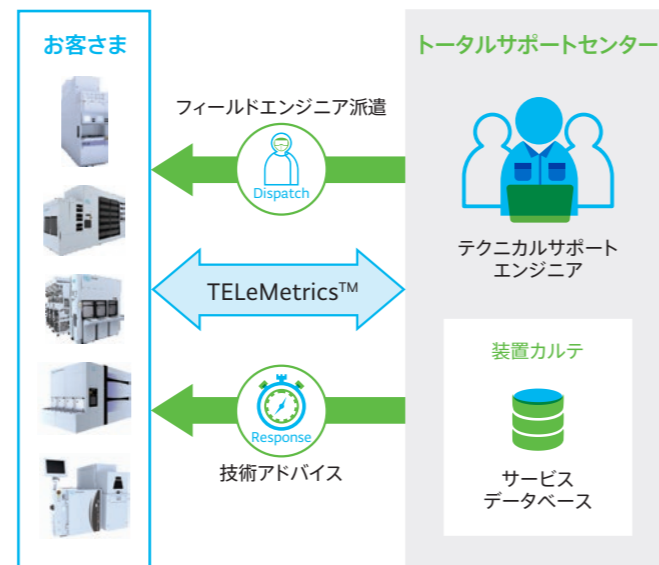 お客さま
トータルサポートセンター
フィールドエンジニア派遣
Dispatch
テクニカルサポート
エンジニア
TELeMetrics™
装置カルテ
Response
技術アドバイス
サービス
データベース